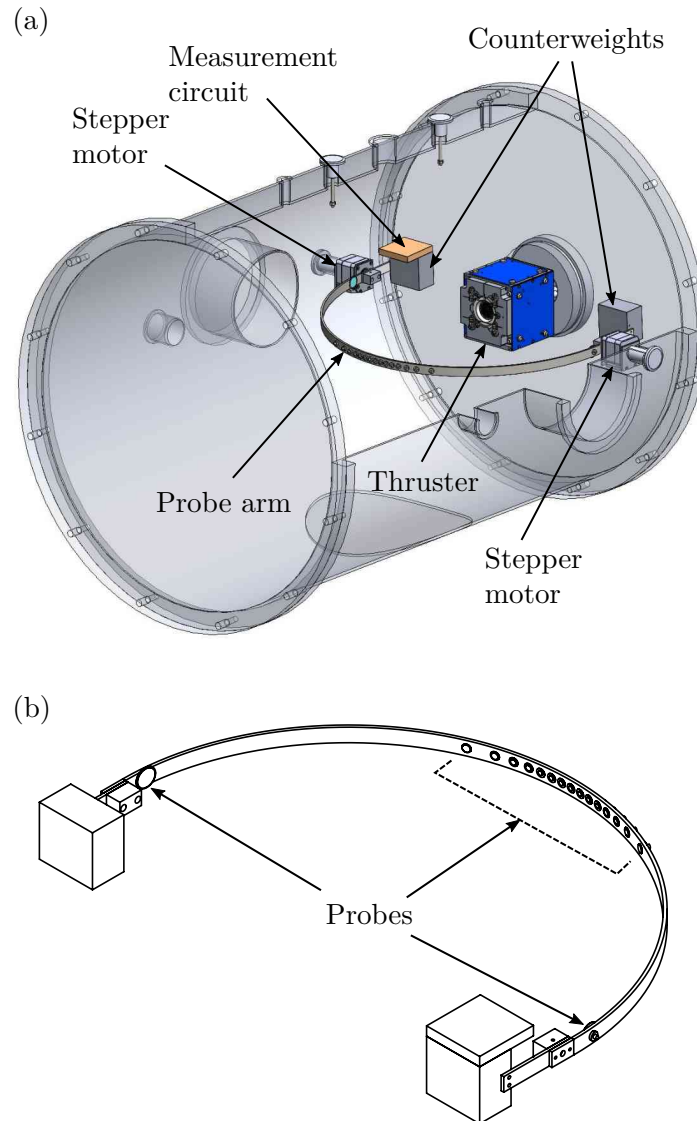 (a)
Counterweights
Measurement
circuit
Stepper
motor
Probe arm
Thruster
Stepper
motor
(b)
Probes